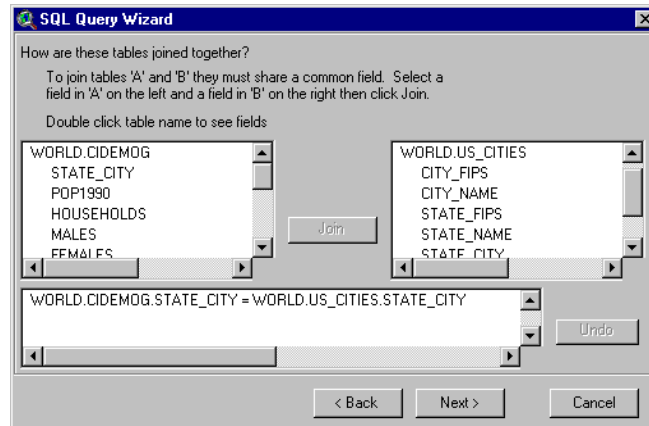 SQL Query Wizard
How are these tables joined together?
To join tables 'A' and 'B' they must share a common field. Select a
field in 'A' on the left and a field in 'B' on the right then click Join.
Double click table name to see fields
WORLD.CIDEMOG
STATE_CITY
POP1990
HOUSEHOLDS
MALES
FEMALES
Join
WORLD.US_CITIES
CITY_FIPS
CITY_NAME
STATE_FIPS
STATE_NAME
STATE_CITY
WORLD.CIDEMOG.STATE_CITY = WORLD.US_CITIES.STATE_CITY
Undo
< Back
Next >
Cancel